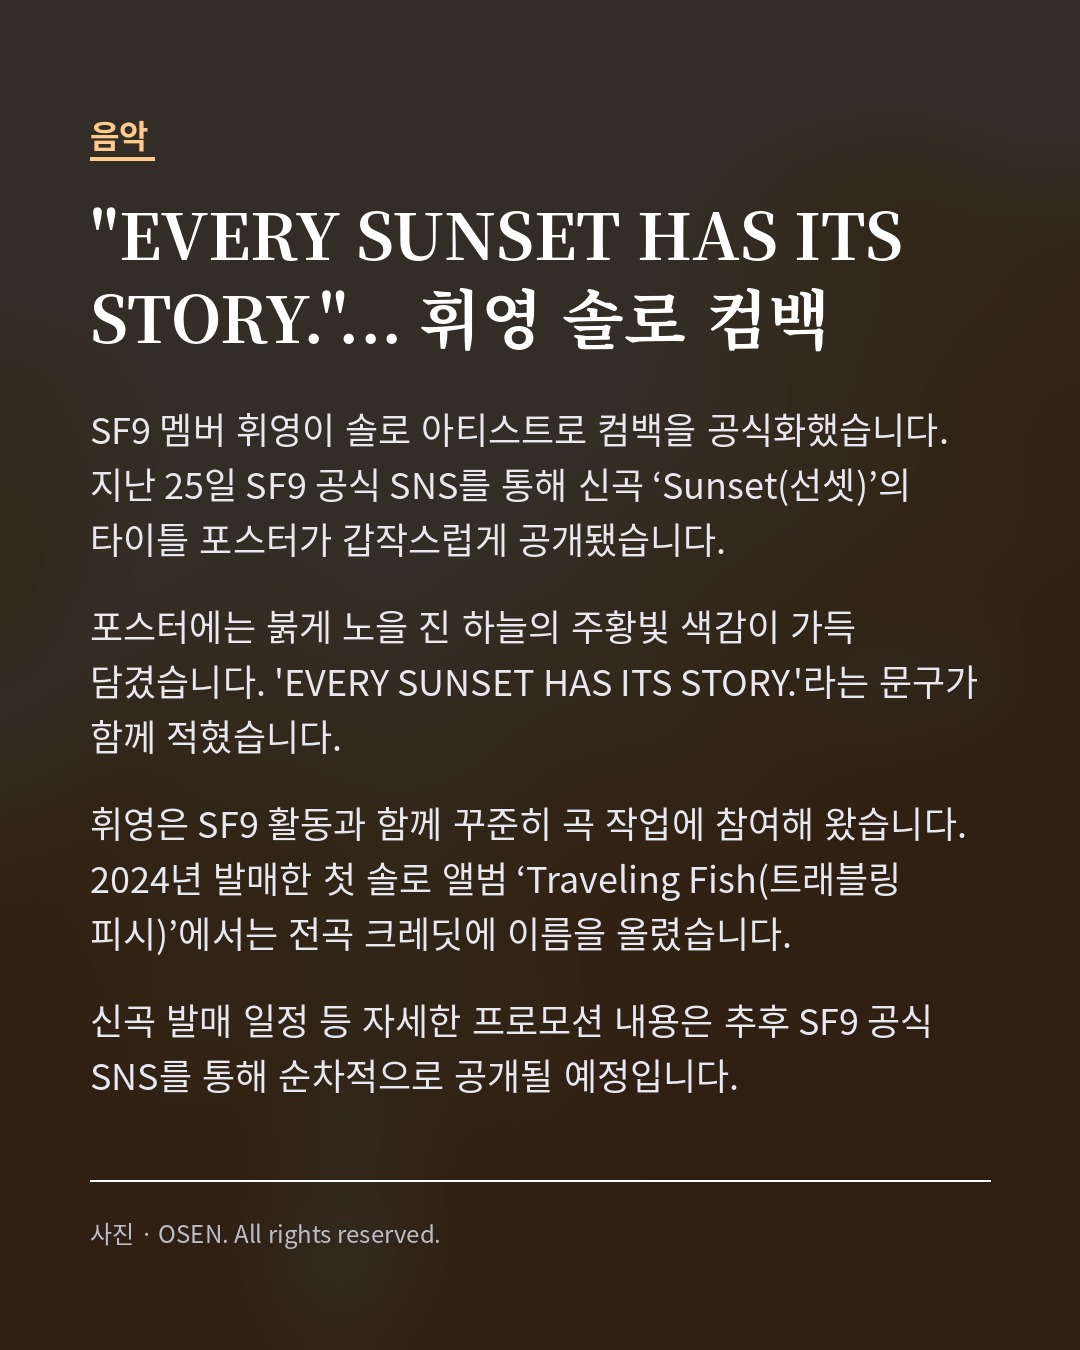 음악
"EVERY SUNSET HAS ITS
STORY."... 휘영 솔로 컴백
SF9 멤버 휘영이 솔로 아티스트로 컴백을 공식화했습니다.
지난 25일 SF9 공식 SNS를 통해 신곡 ‘Sunset(선셋)’의
타이틀 포스터가 갑작스럽게 공개됐습니다.
포스터에는 붉게 노을 진 하늘의 주황빛 색감이 가득
담겼습니다. 'EVERY SUNSET HAS ITS STORY.'라는 문구가
함께 적혔습니다.
휘영은 SF9 활동과 함께 꾸준히 곡 작업에 참여해 왔습니다.
2024년 발매한 첫 솔로 앨범 ‘Traveling Fish(트래블링
피시)’에서는 전곡 크레딧에 이름을 올렸습니다.
신곡 발매 일정 등 자세한 프로모션 내용은 추후 SF9 공식
SNS를 통해 순차적으로 공개될 예정입니다.
사진 · OSEN. All rights reserved.